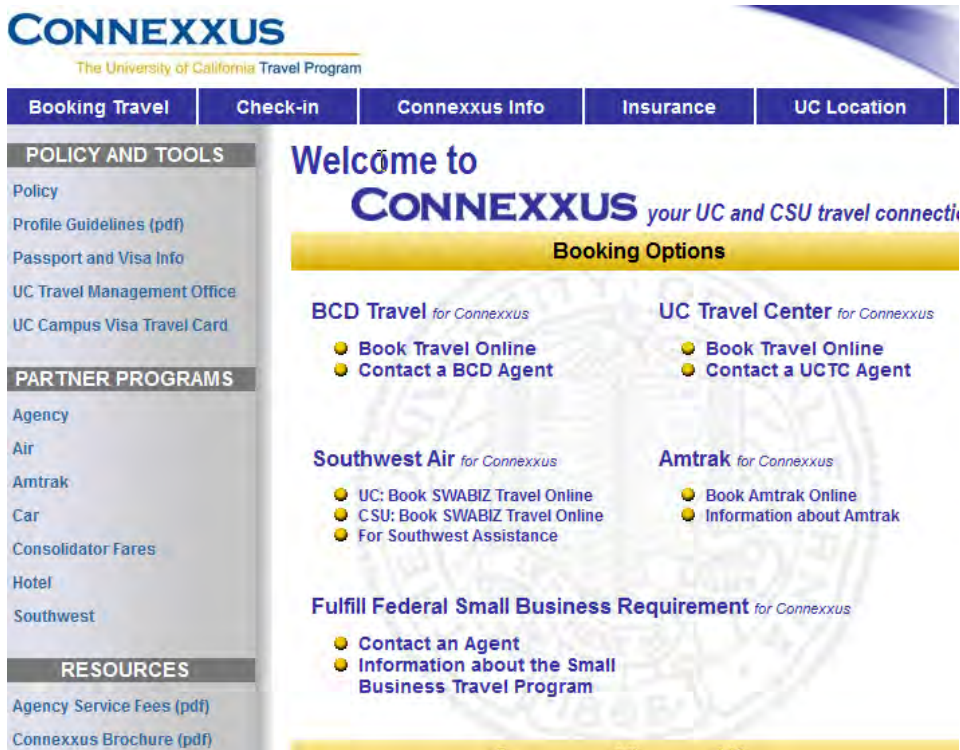 CONNEXXUS
The University of California Travel Program
Booking Travel
Check-in
Connexxus Info
Insurance
UC Location
POLICY AND TOOLS
Policy
Profile Guidelines (pdf)
Passport and Visa Info
UC Travel Management Office
UC Campus Visa Travel Card
PARTNER PROGRAMS
Agency
Air
Amtrak
Car
Consolidator Fares
Hotel
Southwest
RESOURCES
Agency Service Fees (pdf)
Connexxus Brochure (pdf)
Welcome to
CONNEXXUS your UC and CSU travel connecti
Booking Options
BCD Travel for Connexxus
Book Travel Online
Contact a BCD Agent
UC Travel Center for Connexxus
Book Travel Online
Contact a UCTC Agent
Southwest Air for Connexxus
UC: Book SWABIZ Travel Online
CSU: Book SWABIZ Travel Online
For Southwest Assistance
Amtrak for Connexxus
Book Amtrak Online
Information about Amtrak
Fulfill Federal Small Business Requirement for Connexxus
Contact an Agent
Information about the Small
Business Travel Program